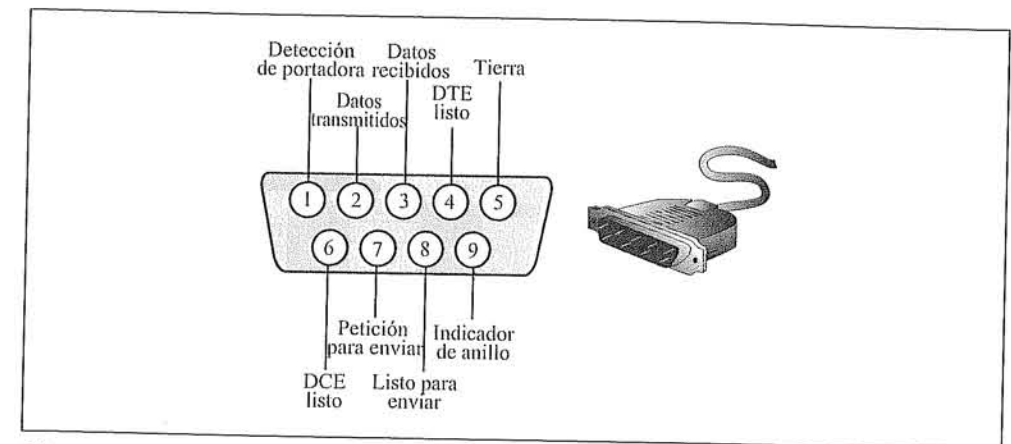 Detección
de portadora
Datos
recibidos
Tierra
Datos
transmitidos
DTE
listo
1 2 3 4 5
6 7 8 9
Petición
para enviar
Indicador
de anillo
DCE
listo
Listo para
enviar